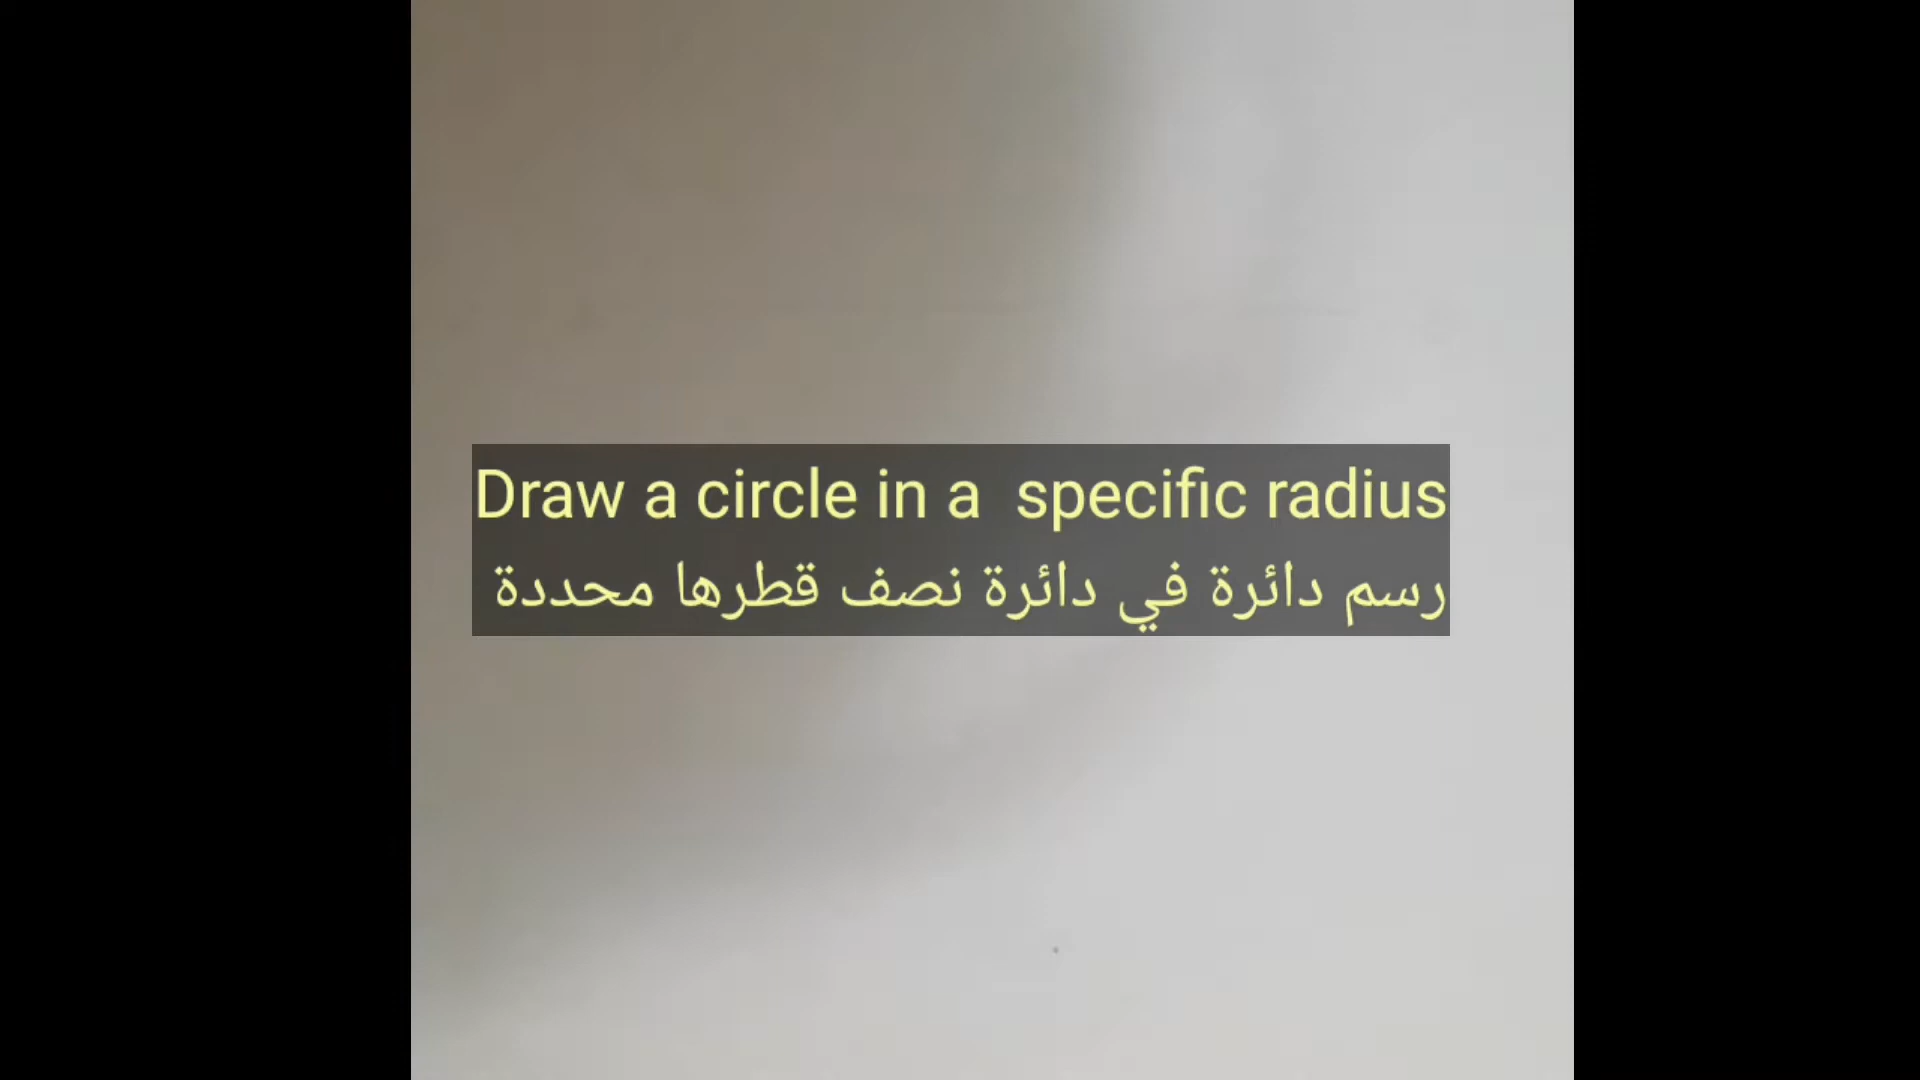 Draw a circle in a  specific radius
رسم دائرة في دائرة نصف قطرها محددة